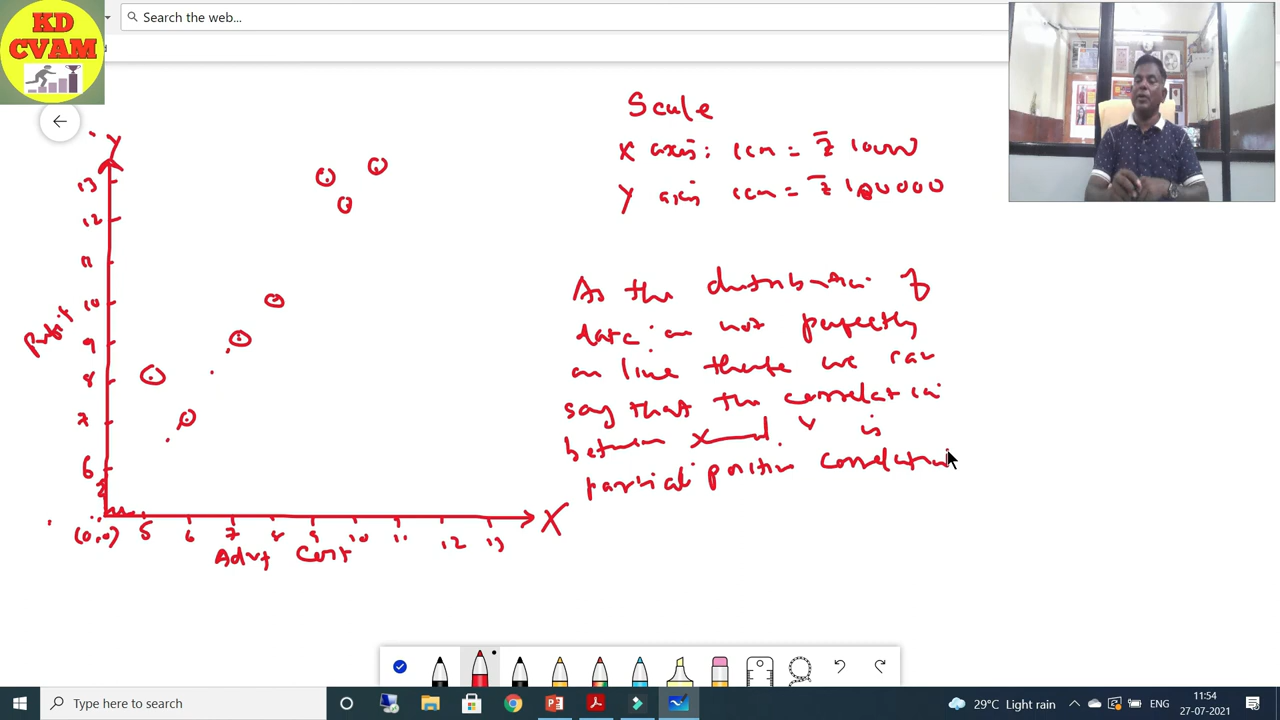 KD
CVAM
Search the web...
Scale
X axis: 1cm = ₹ 1000
Y axis 1cm = ₹ 100000
Y
13
12
11
10
9
8
7
6
Profit
(0,0) 5 6 7 8 9 10 11 12 13
X
Advt Cost
As the distribution of
data are not perfectly
on line we can
say that the correlation
between X and Y is
partial positive correlation
Type here to search
29°C Light rain
ENG
11:54
27-07-2021